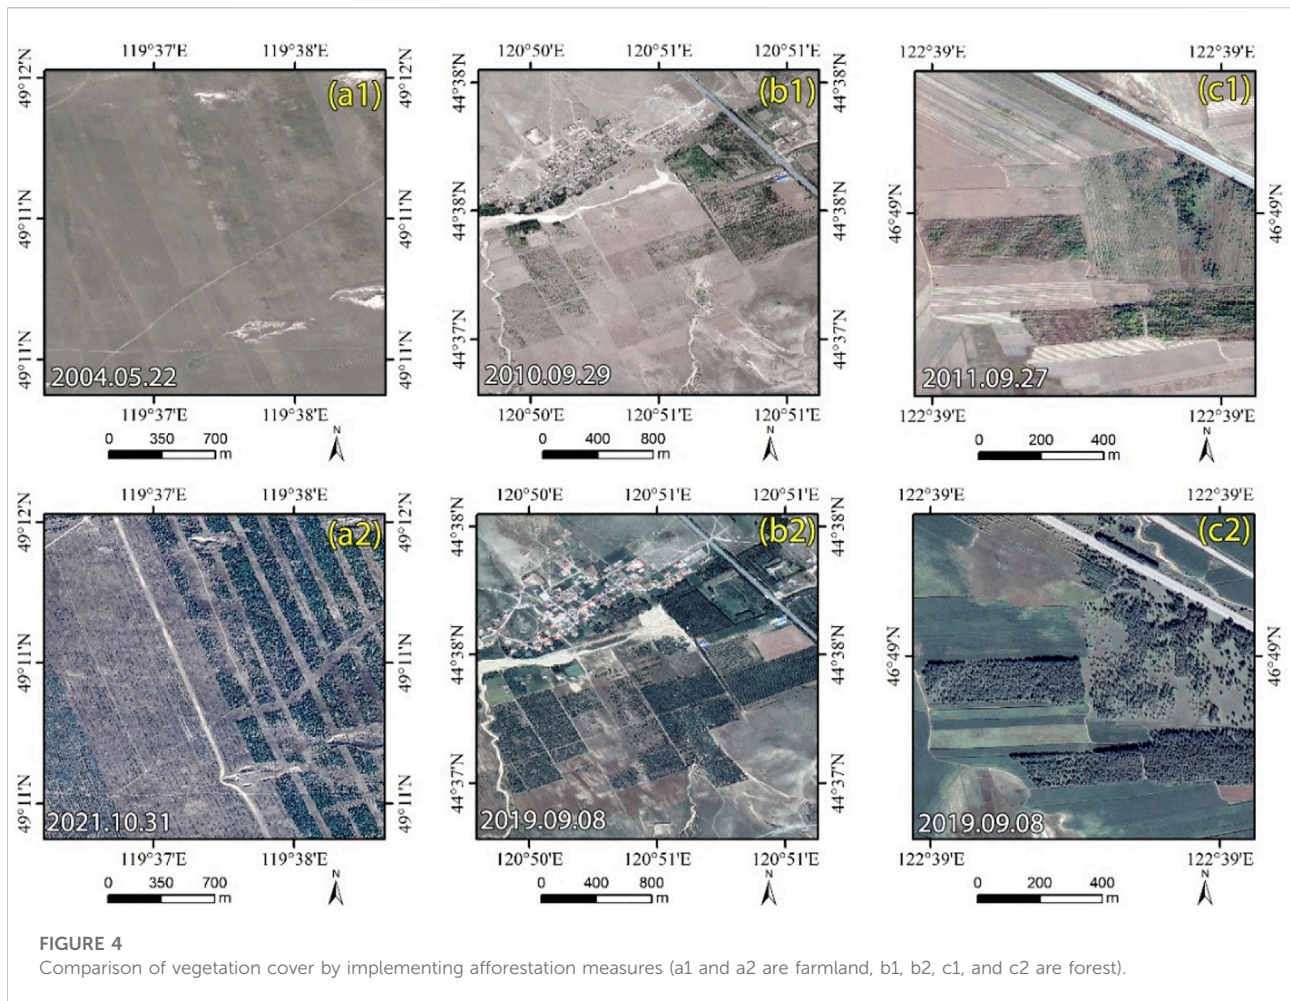 119°37'E 119°38'E 120°50'E 120°51'E 120°51'E 122°39'E 122°39'E
49°12'N 49°11'N 49°11'N
(a1)
2004.05.22
49°12'N 49°11'N 49°11'N
44°38'N 44°38'N 44°37'N
(b1)
2010.09.29
44°38'N 44°38'N 44°37'N
46°49'N
(c1)
2011.09.27
46°49'N
119°37'E 119°38'E 120°50'E 120°51'E 120°51'E 122°39'E 122°39'E
0 350 700 m N
0 400 800 m N
0 200 400 m N
119°37'E 119°38'E 120°50'E 120°51'E 120°51'E 122°39'E 122°39'E
49°12'N 49°11'N 49°11'N
(a2)
2021.10.31
49°12'N 49°11'N 49°11'N
44°38'N 44°38'N 44°37'N
(b2)
2019.09.08
44°38'N 44°38'N 44°37'N
46°49'N
(c2)
2019.09.08
46°49'N
119°37'E 119°38'E 120°50'E 120°51'E 120°51'E 122°39'E 122°39'E
0 350 700 m N
0 400 800 m N
0 200 400 m N
FIGURE 4
Comparison of vegetation cover by implementing afforestation measures (a1 and a2 are farmland, b1, b2, c1, and c2 are forest).